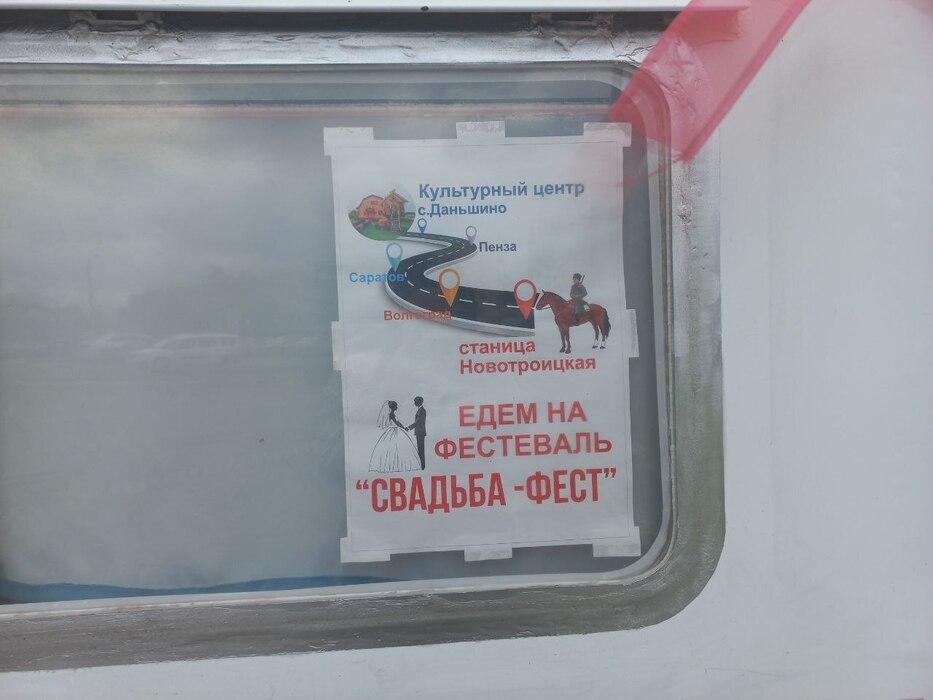 Культурный центр
с.Даньшино
Пенза
Саратов
Волгоград
станица
Новотроицкая
ЕДЕМ НА
ФЕСТЕВАЛЬ
"СВАДЬБА -ФЕСТ"